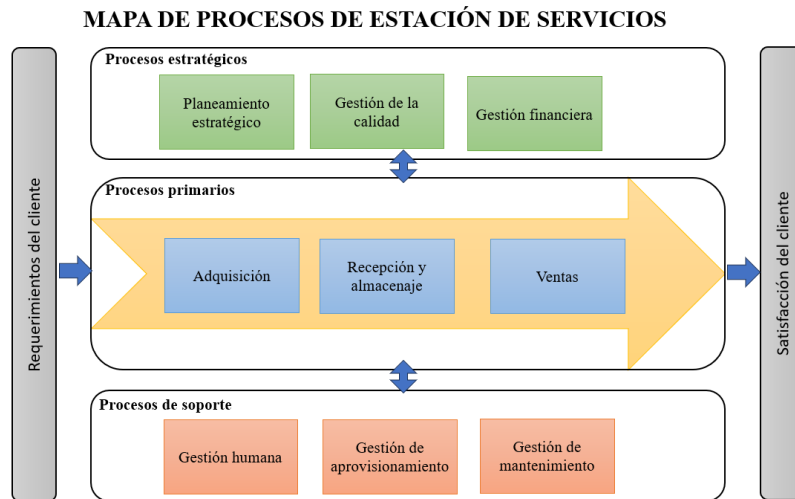 MAPA DE PROCESOS DE ESTACIÓN DE SERVICIOS
Requerimientos del cliente
Procesos estratégicos
Planeamiento
estratégico
Gestión de la
calidad
Gestión financiera
Procesos primarios
Adquisición
Recepción y
almacenaje
Ventas
Procesos de soporte
Gestión humana
Gestión de
aprovisionamiento
Gestión de
mantenimiento
Satisfacción del cliente